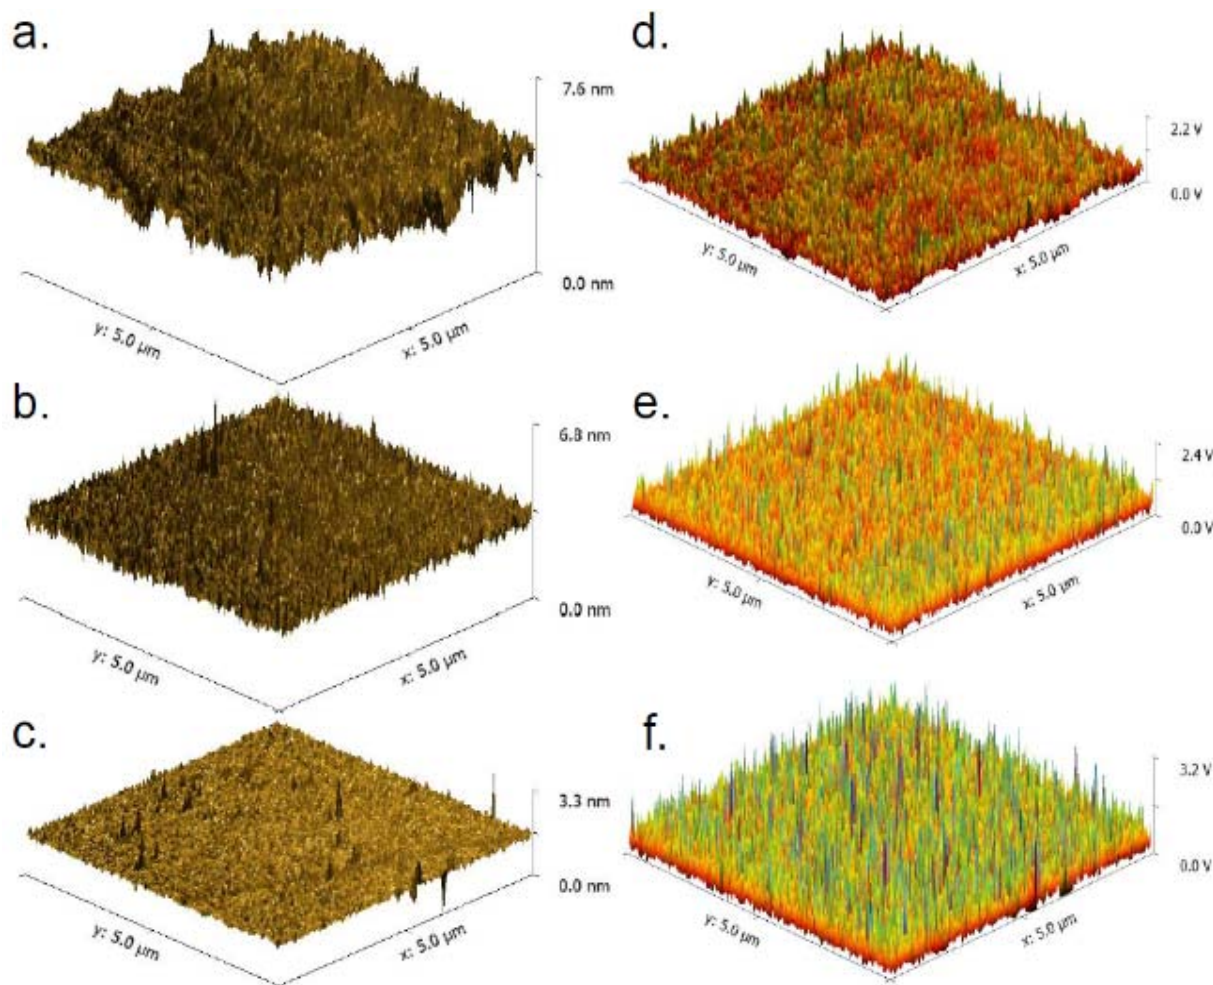 a.
7.6 nm
0.0 nm
y: 5.0 µm
x: 5.0 µm
b.
6.8 nm
0.0 nm
y: 5.0 µm
x: 5.0 µm
c.
3.3 nm
0.0 nm
y: 5.0 µm
x: 5.0 µm
d.
2.2 V
0.0 V
y: 5.0 µm
x: 5.0 µm
e.
2.4 V
0.0 V
y: 5.0 µm
x: 5.0 µm
f.
3.2 V
0.0 V
y: 5.0 µm
x: 5.0 µm